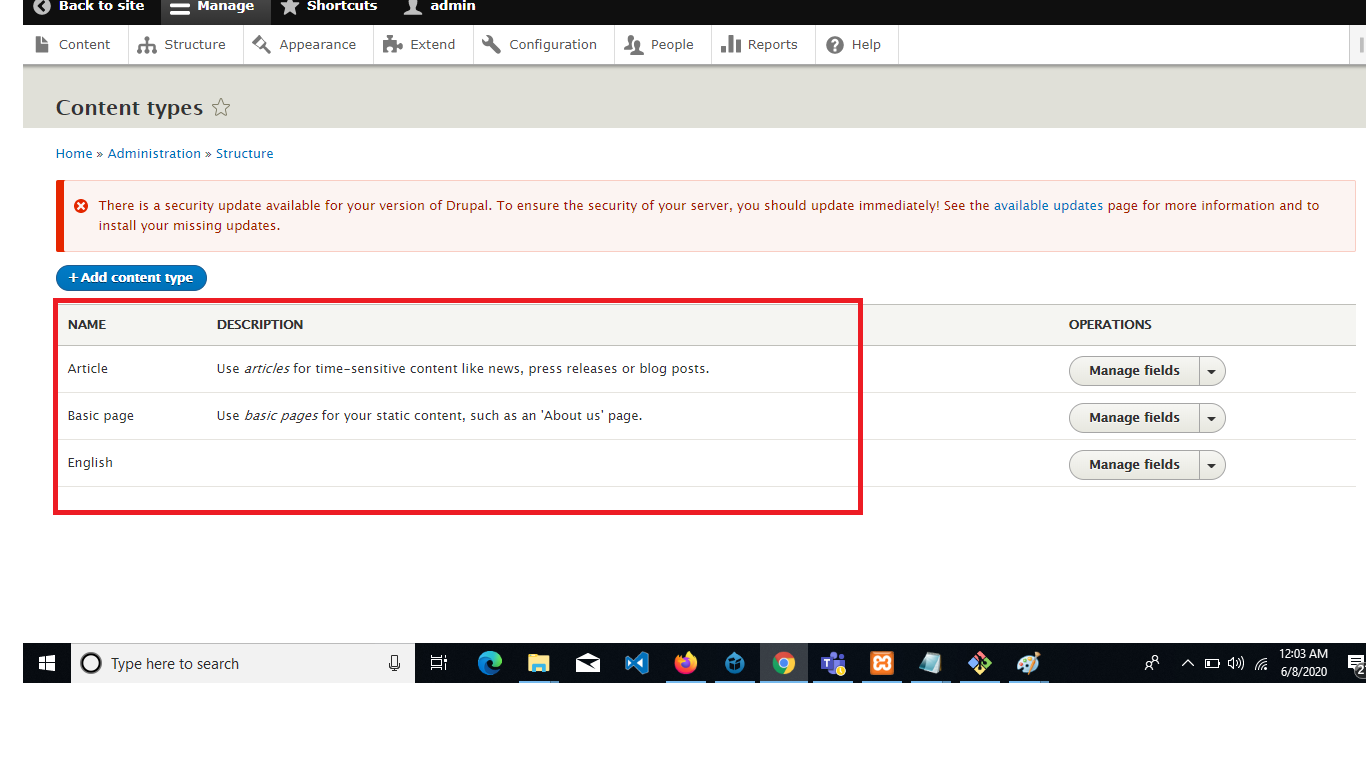 Back to site Manage Shortcuts admin
Content Structure Appearance Extend Configuration People Reports Help
Content types
Home » Administration » Structure
There is a security update available for your version of Drupal. To ensure the security of your server, you should update immediately! See the available updates page for more information and to
install your missing updates.
+ Add content type
NAME DESCRIPTION OPERATIONS
Article Use articles for time-sensitive content like news, press releases or blog posts. Manage fields
Basic page Use basic pages for your static content, such as an 'About us' page. Manage fields
English Manage fields
Type here to search
12:03 AM
6/8/2020
2